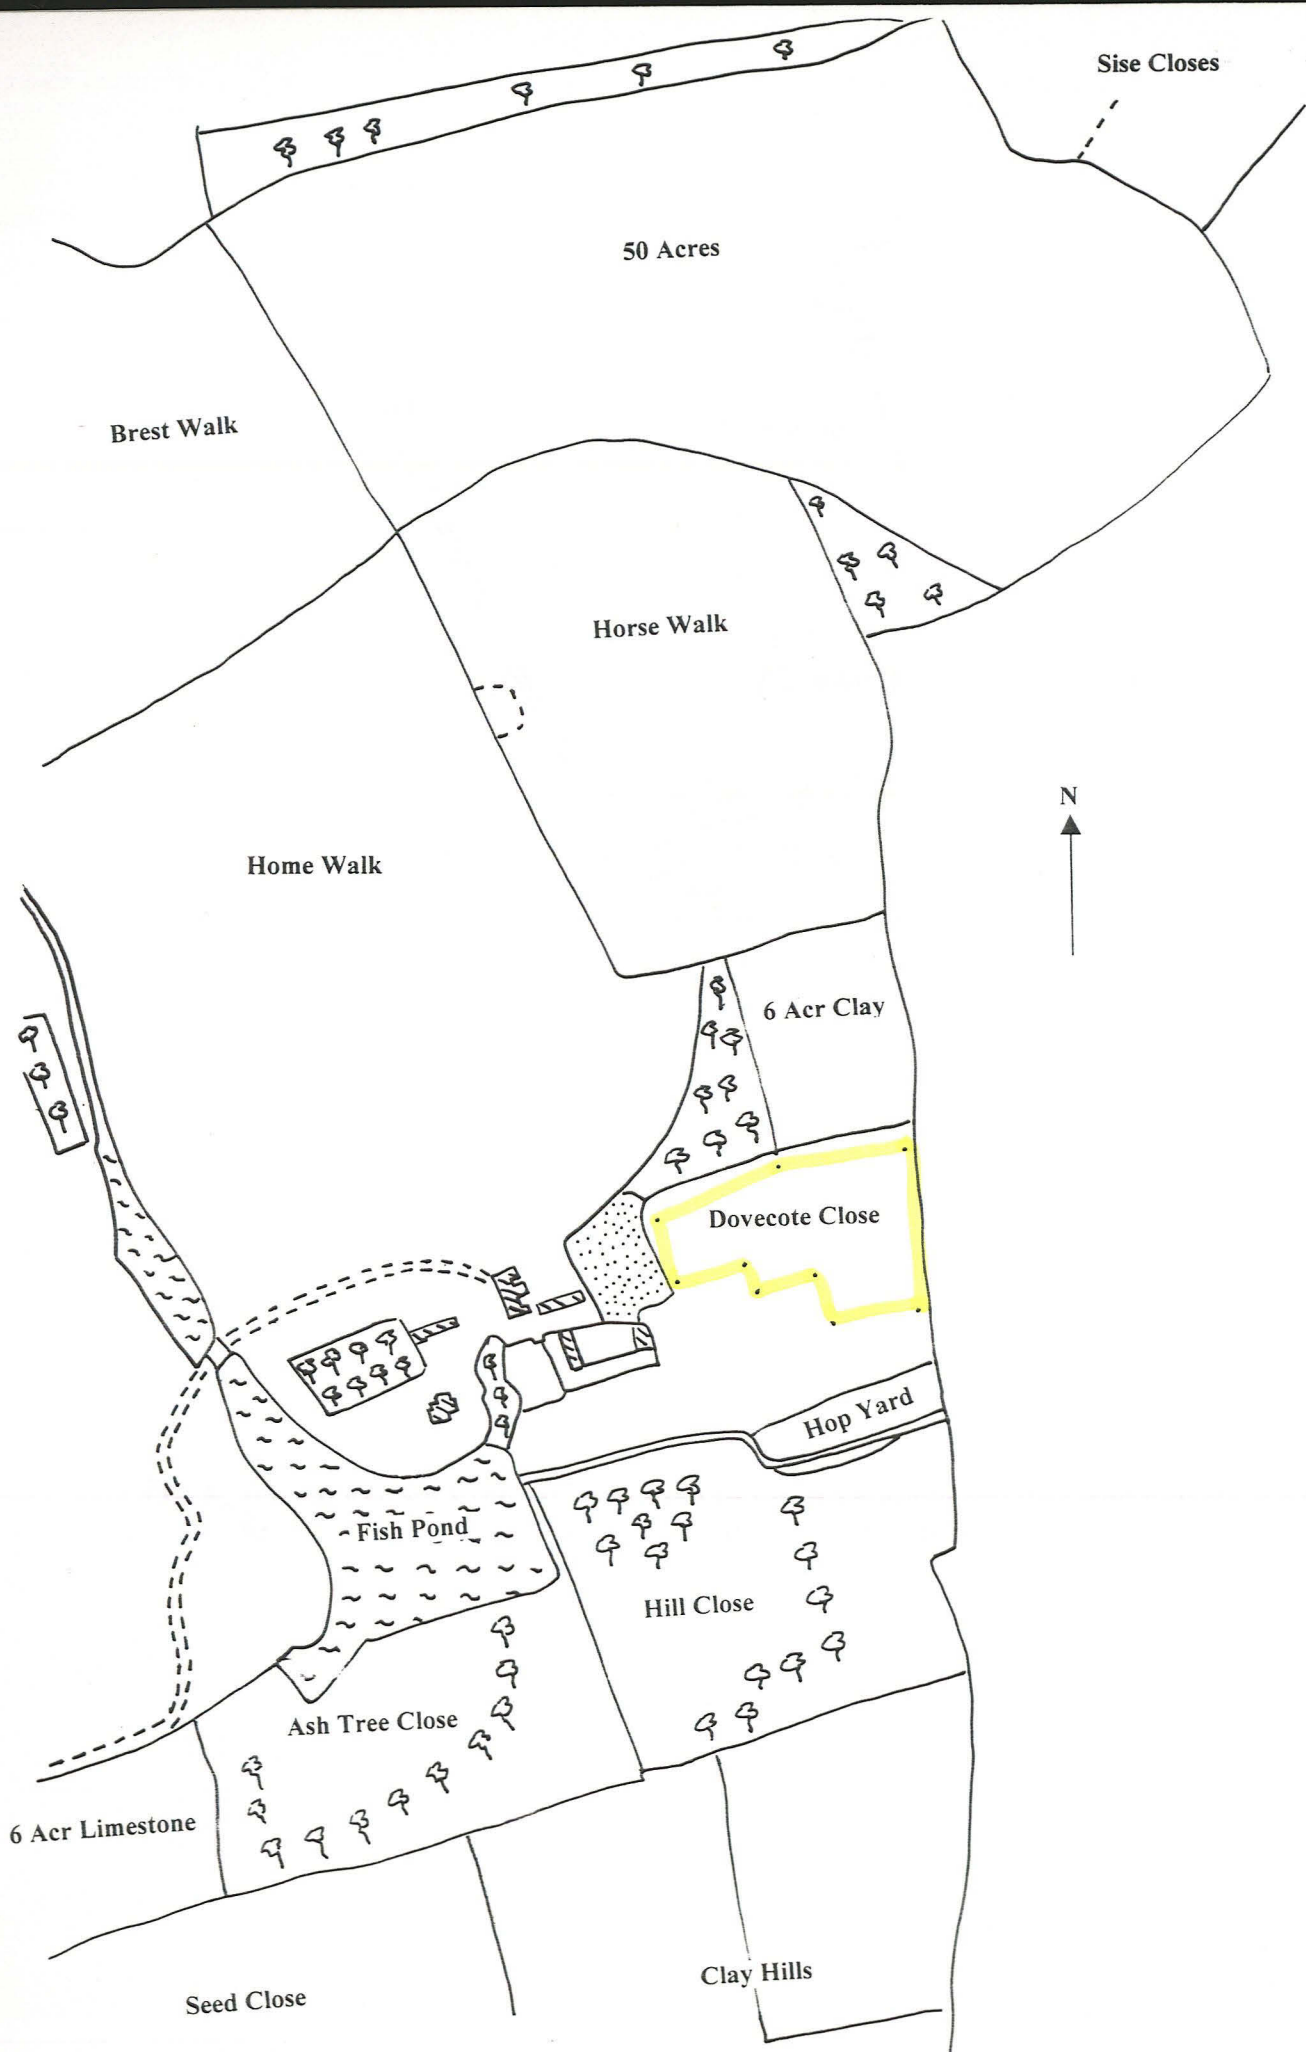 Sise Closes
50 Acres
Brest Walk
Horse Walk
N
Home Walk
6 Acr Clay
Dovecote Close
Hop Yard
Fish Pond
Hill Close
Ash Tree Close
6 Acr Limestone
Clay Hills
Seed Close